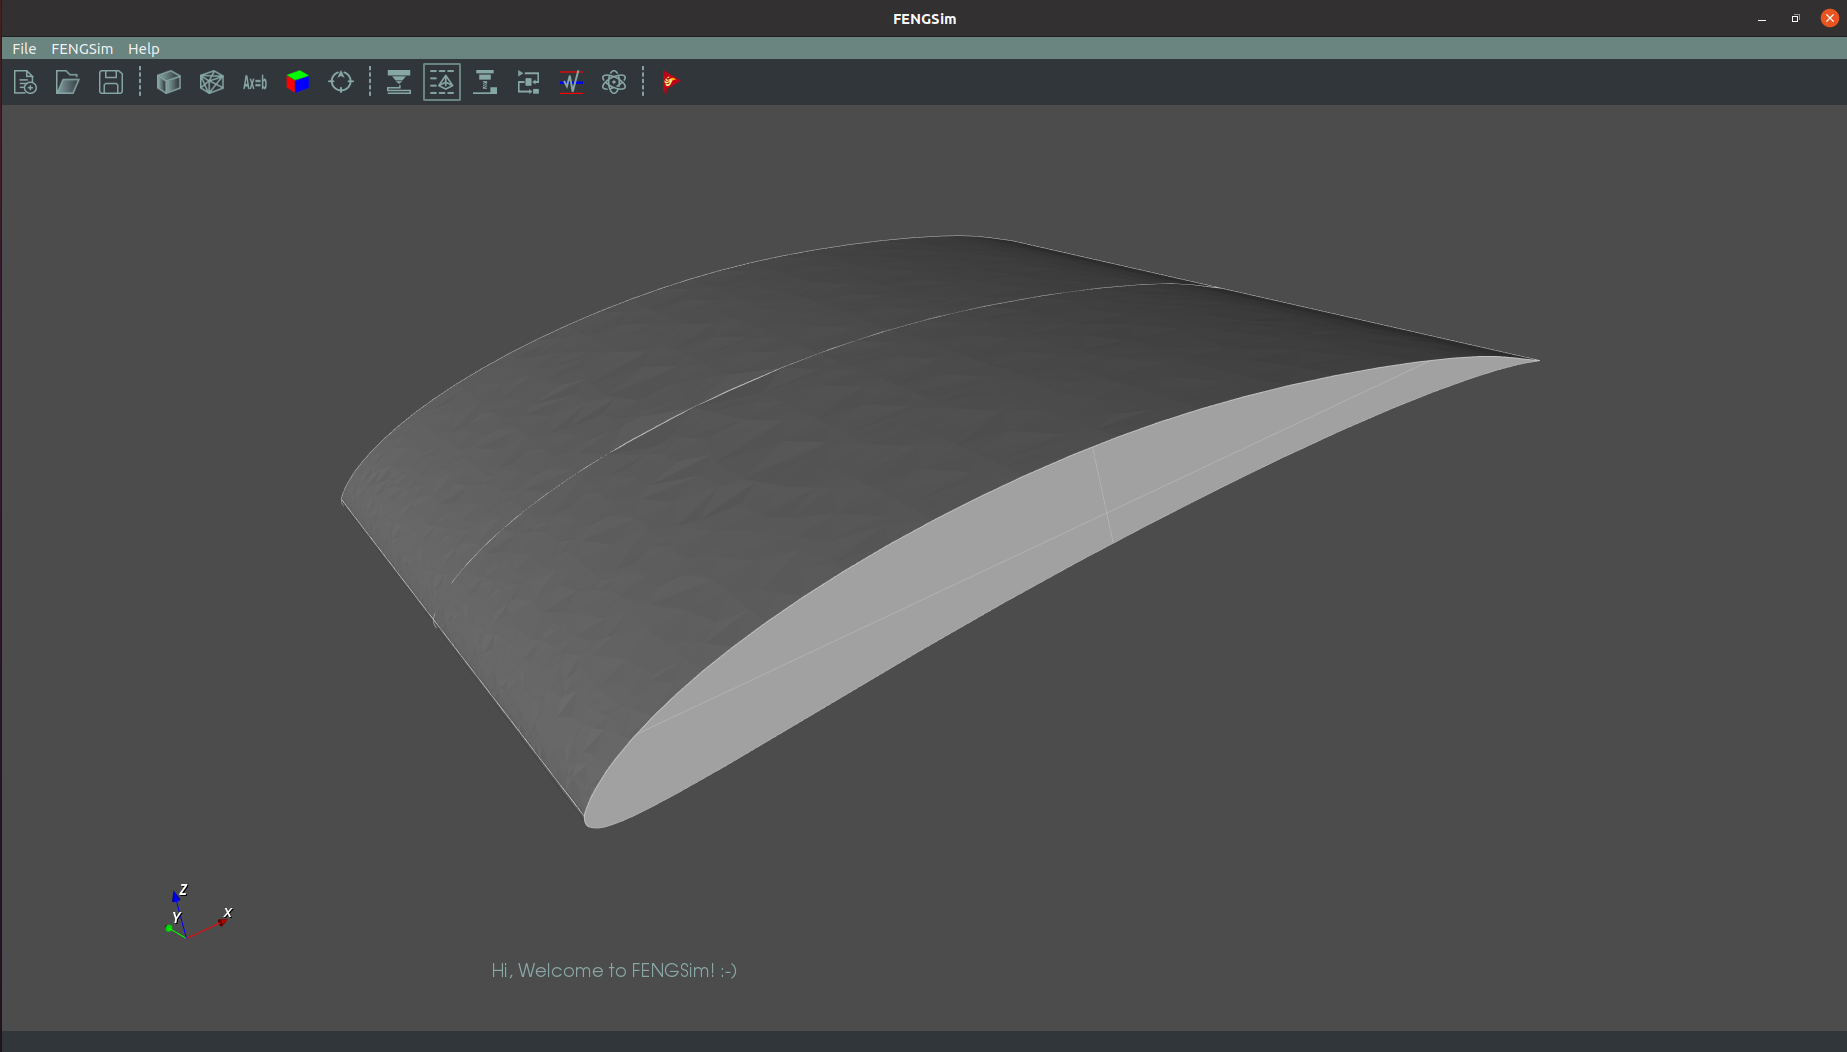 FENGSim
File FENGSim Help
Ax=b
Z
Y X
Hi, Welcome to FENGSim! :-)